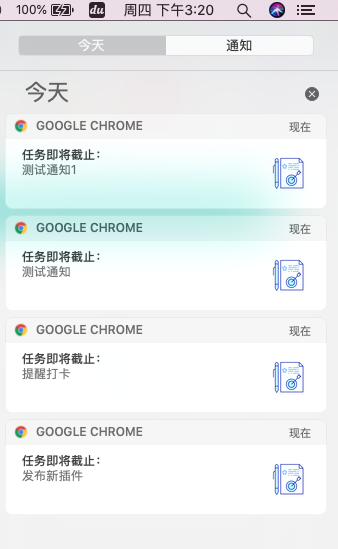 100% du 周四 下午3:20
今天 通知
今天
GOOGLE CHROME 现在
任务即将截止：
测试通知1
GOOGLE CHROME 现在
任务即将截止：
测试通知
GOOGLE CHROME 现在
任务即将截止：
提醒打卡
GOOGLE CHROME 现在
任务即将截止：
发布新插件